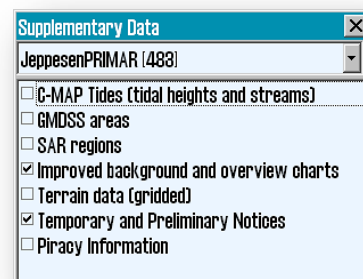 Supplementary Data
JeppesenPRIMAR (483)
C-MAP Tides (tidal heights and streams)
GMDSS areas
SAR regions
Improved background and overview charts
Terrain data (gridded)
Temporary and Preliminary Notices
Piracy Information